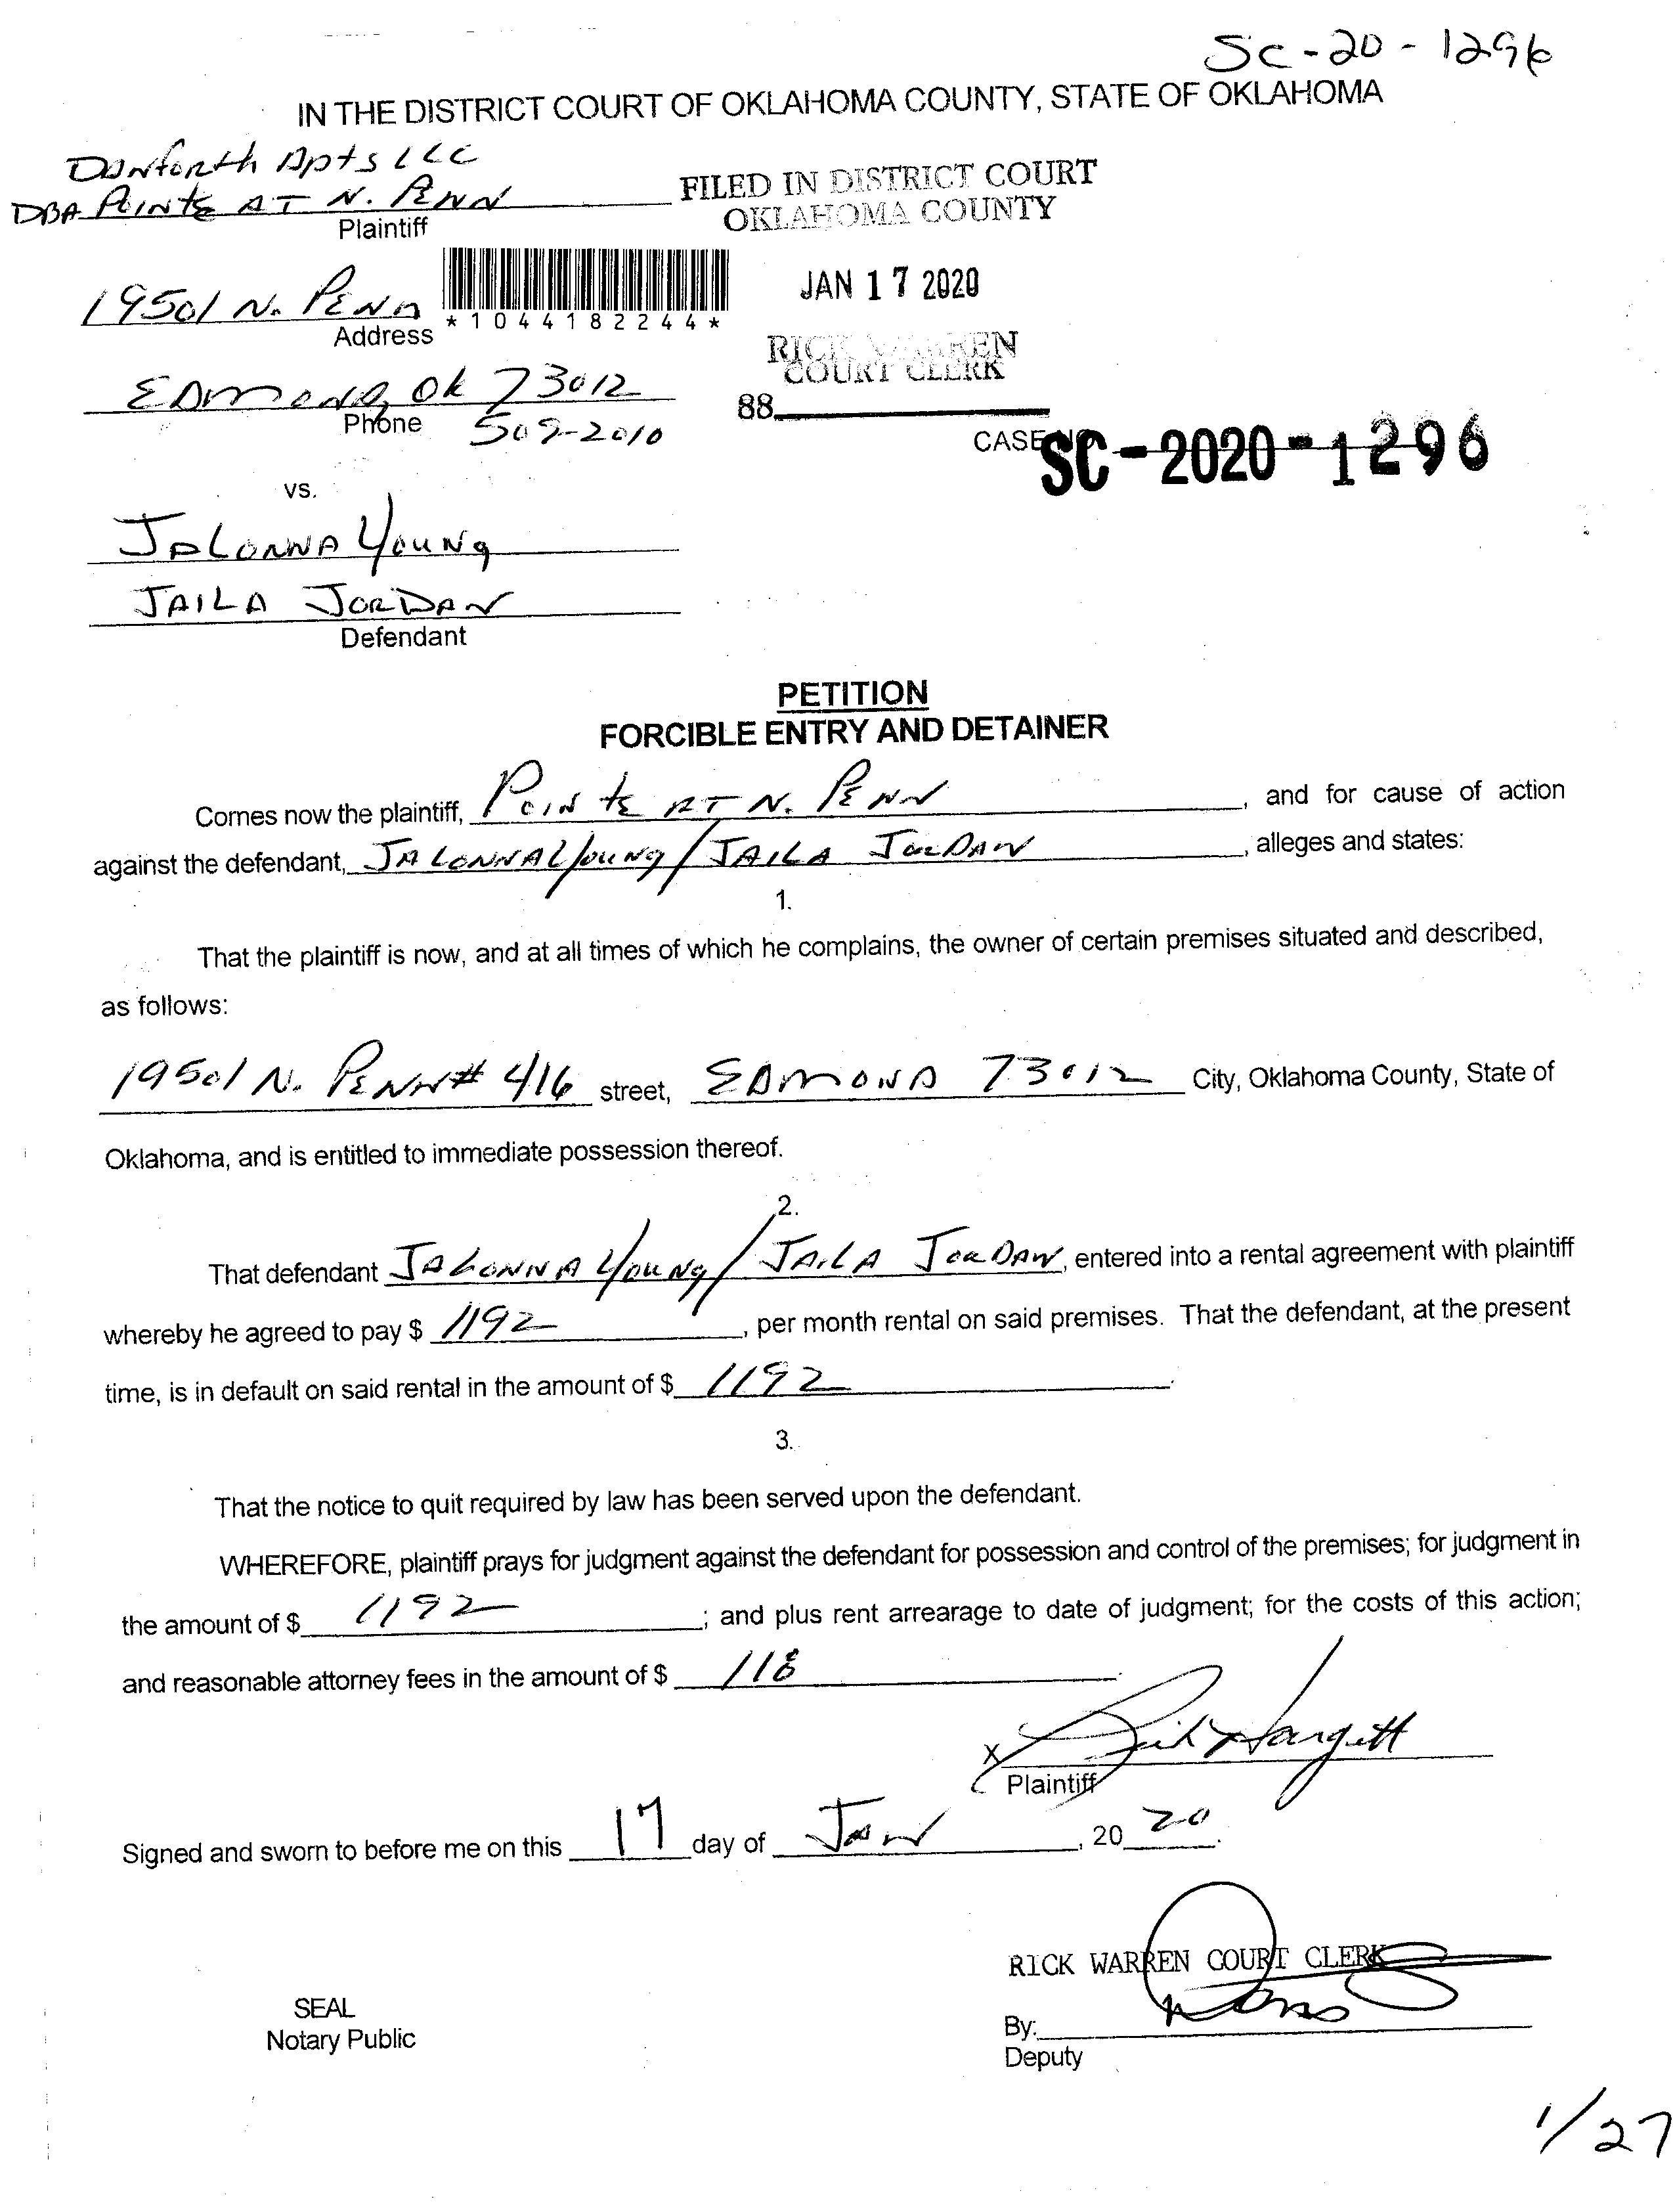 SC-20-1296
IN THE DISTRICT COURT OF OKLAHOMA COUNTY, STATE OF OKLAHOMA
Danforth Apts LLC
DBA Pointe AT N. Penn
Plaintiff
FILED IN DISTRICT COURT
OKLAHOMA COUNTY
JAN 17 2020
19501 N. Penn
Address
*1044182244*
RICK WARREN
COURT CLERK
Edmond, Ok 73012
Phone 509-2010
88
CASE NO. SC-2020-1296
vs.
Jalonna Young
Jaila Jordan
Defendant
PETITION
FORCIBLE ENTRY AND DETAINER
Comes now the plaintiff, Pointe AT N. Penn, and for cause of action
against the defendant, Jalonna Young / Jaila Jordan, alleges and states:
1.
That the plaintiff is now, and at all times of which he complains, the owner of certain premises situated and described,
as follows:
19501 N. Penn # 416 street, Edmond 73012 City, Oklahoma County, State of
Oklahoma, and is entitled to immediate possession thereof.
2.
That defendant Jalonna Young / Jaila Jordan, entered into a rental agreement with plaintiff
whereby he agreed to pay $ 1192, per month rental on said premises. That the defendant, at the present
time, is in default on said rental in the amount of $ 1192.
3.
That the notice to quit required by law has been served upon the defendant.
WHEREFORE, plaintiff prays for judgment against the defendant for possession and control of the premises; for judgment in
the amount of $ 1192; and plus rent arrearage to date of judgment; for the costs of this action;
and reasonable attorney fees in the amount of $ 118.
X Hargett
Plaintiff
Signed and sworn to before me on this 17 day of Jan, 2020.
RICK WARREN COURT CLERK
SEAL
Notary Public
By:
Deputy
1/27